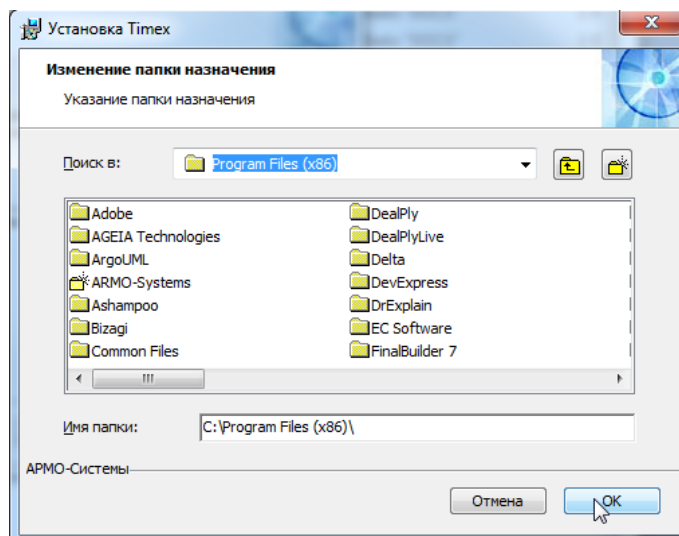 Установка Timex
Изменение папки назначения
Указание папки назначения
Поиск в: Program Files (x86)
Adobe DealPly
AGEIA Technologies DealPlyLive
ArgoUML Delta
ARMO-Systems DevExpress
Ashampoo DrExplain
Bizagi EC Software
Common Files FinalBuilder 7
Имя папки: C:\Program Files (x86)\
АРМО-Системы
Отмена OK